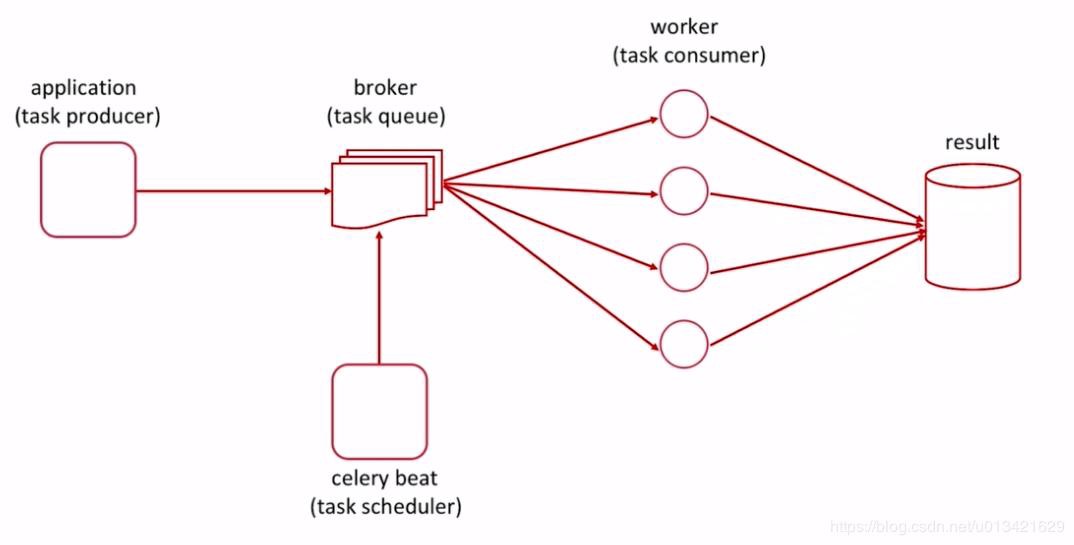 application
(task producer)
broker
(task queue)
worker
(task consumer)
result
celery beat
(task scheduler)
https://blog.csdn.net/u013421629